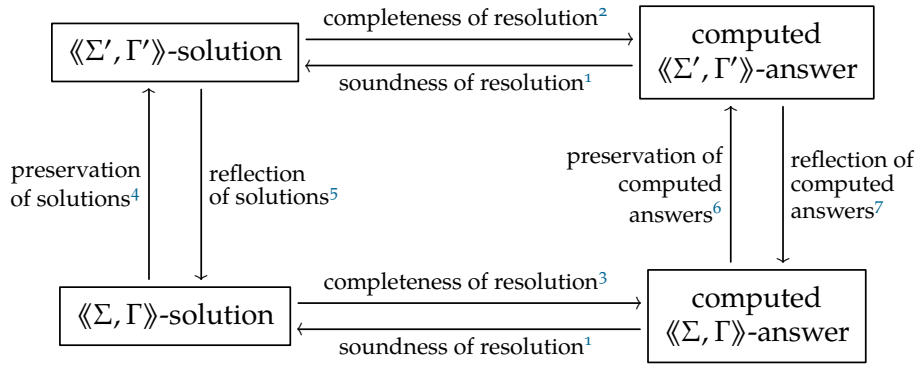 completeness of resolution²
⟪Σ′, Γ′⟫-solution
computed
⟪Σ′, Γ′⟫-answer
soundness of resolution¹
preservation
of solutions⁴
reflection
of solutions⁵
preservation of
computed
answers⁶
reflection of
computed
answers⁷
completeness of resolution³
⟪Σ, Γ⟫-solution
computed
⟪Σ, Γ⟫-answer
soundness of resolution¹